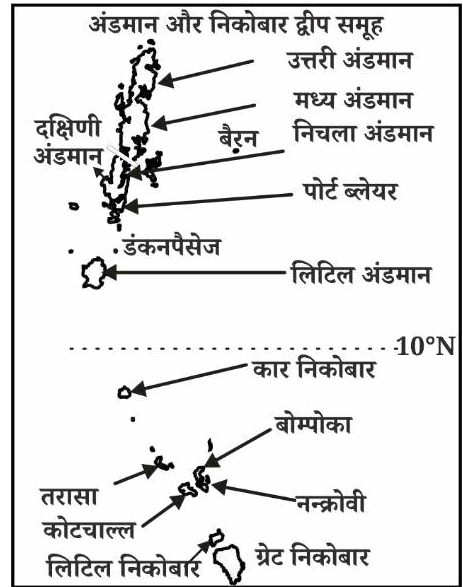 अंडमान और निकोबार द्वीप समूह
उत्तरी अंडमान
मध्य अंडमान
दक्षिणी
अंडमान
बैरन
निचला अंडमान
पोर्ट ब्लेयर
डंकनपैसेज
लिटिल अंडमान
10°N
कार निकोबार
बोम्पोका
तरासा
नन्क्रोवी
कोटचाल्ल
लिटिल निकोबार
ग्रेट निकोबार